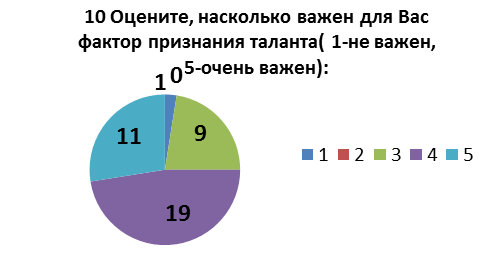 10 Оцените, насколько важен для Вас
фактор признания таланта( 1-не важен,
5-очень важен):
1 0
11 9
19
1 2 3 4 5